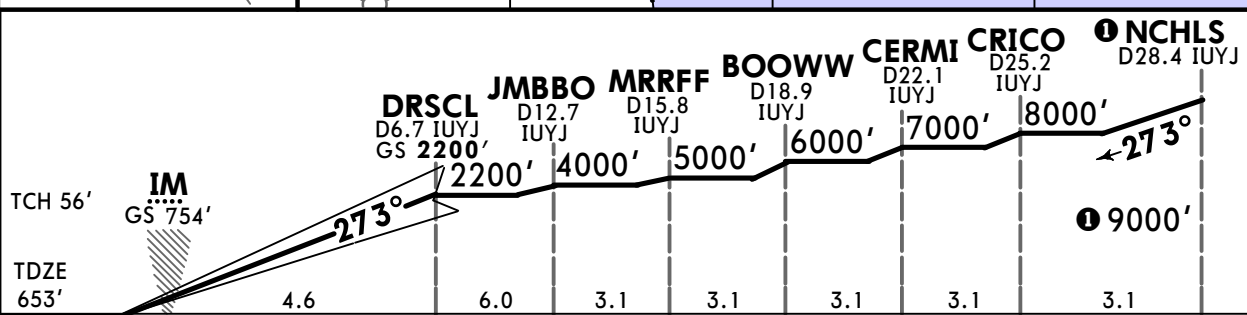 ❶ NCHLS
D28.4 IUYJ
CRICO
D25.2
IUYJ
CERMI
D22.1
IUYJ
BOOWW
D18.9
IUYJ
MRRFF
D15.8
IUYJ
JMBBO
D12.7
IUYJ
DRSCL
D6.7 IUYJ
GS 2200'
2200'
4000'
5000'
6000'
7000'
8000'
273°
❶ 9000'
TCH 56'
IM
GS 754'
273°
TDZE
653'
4.6
6.0
3.1
3.1
3.1
3.1
3.1